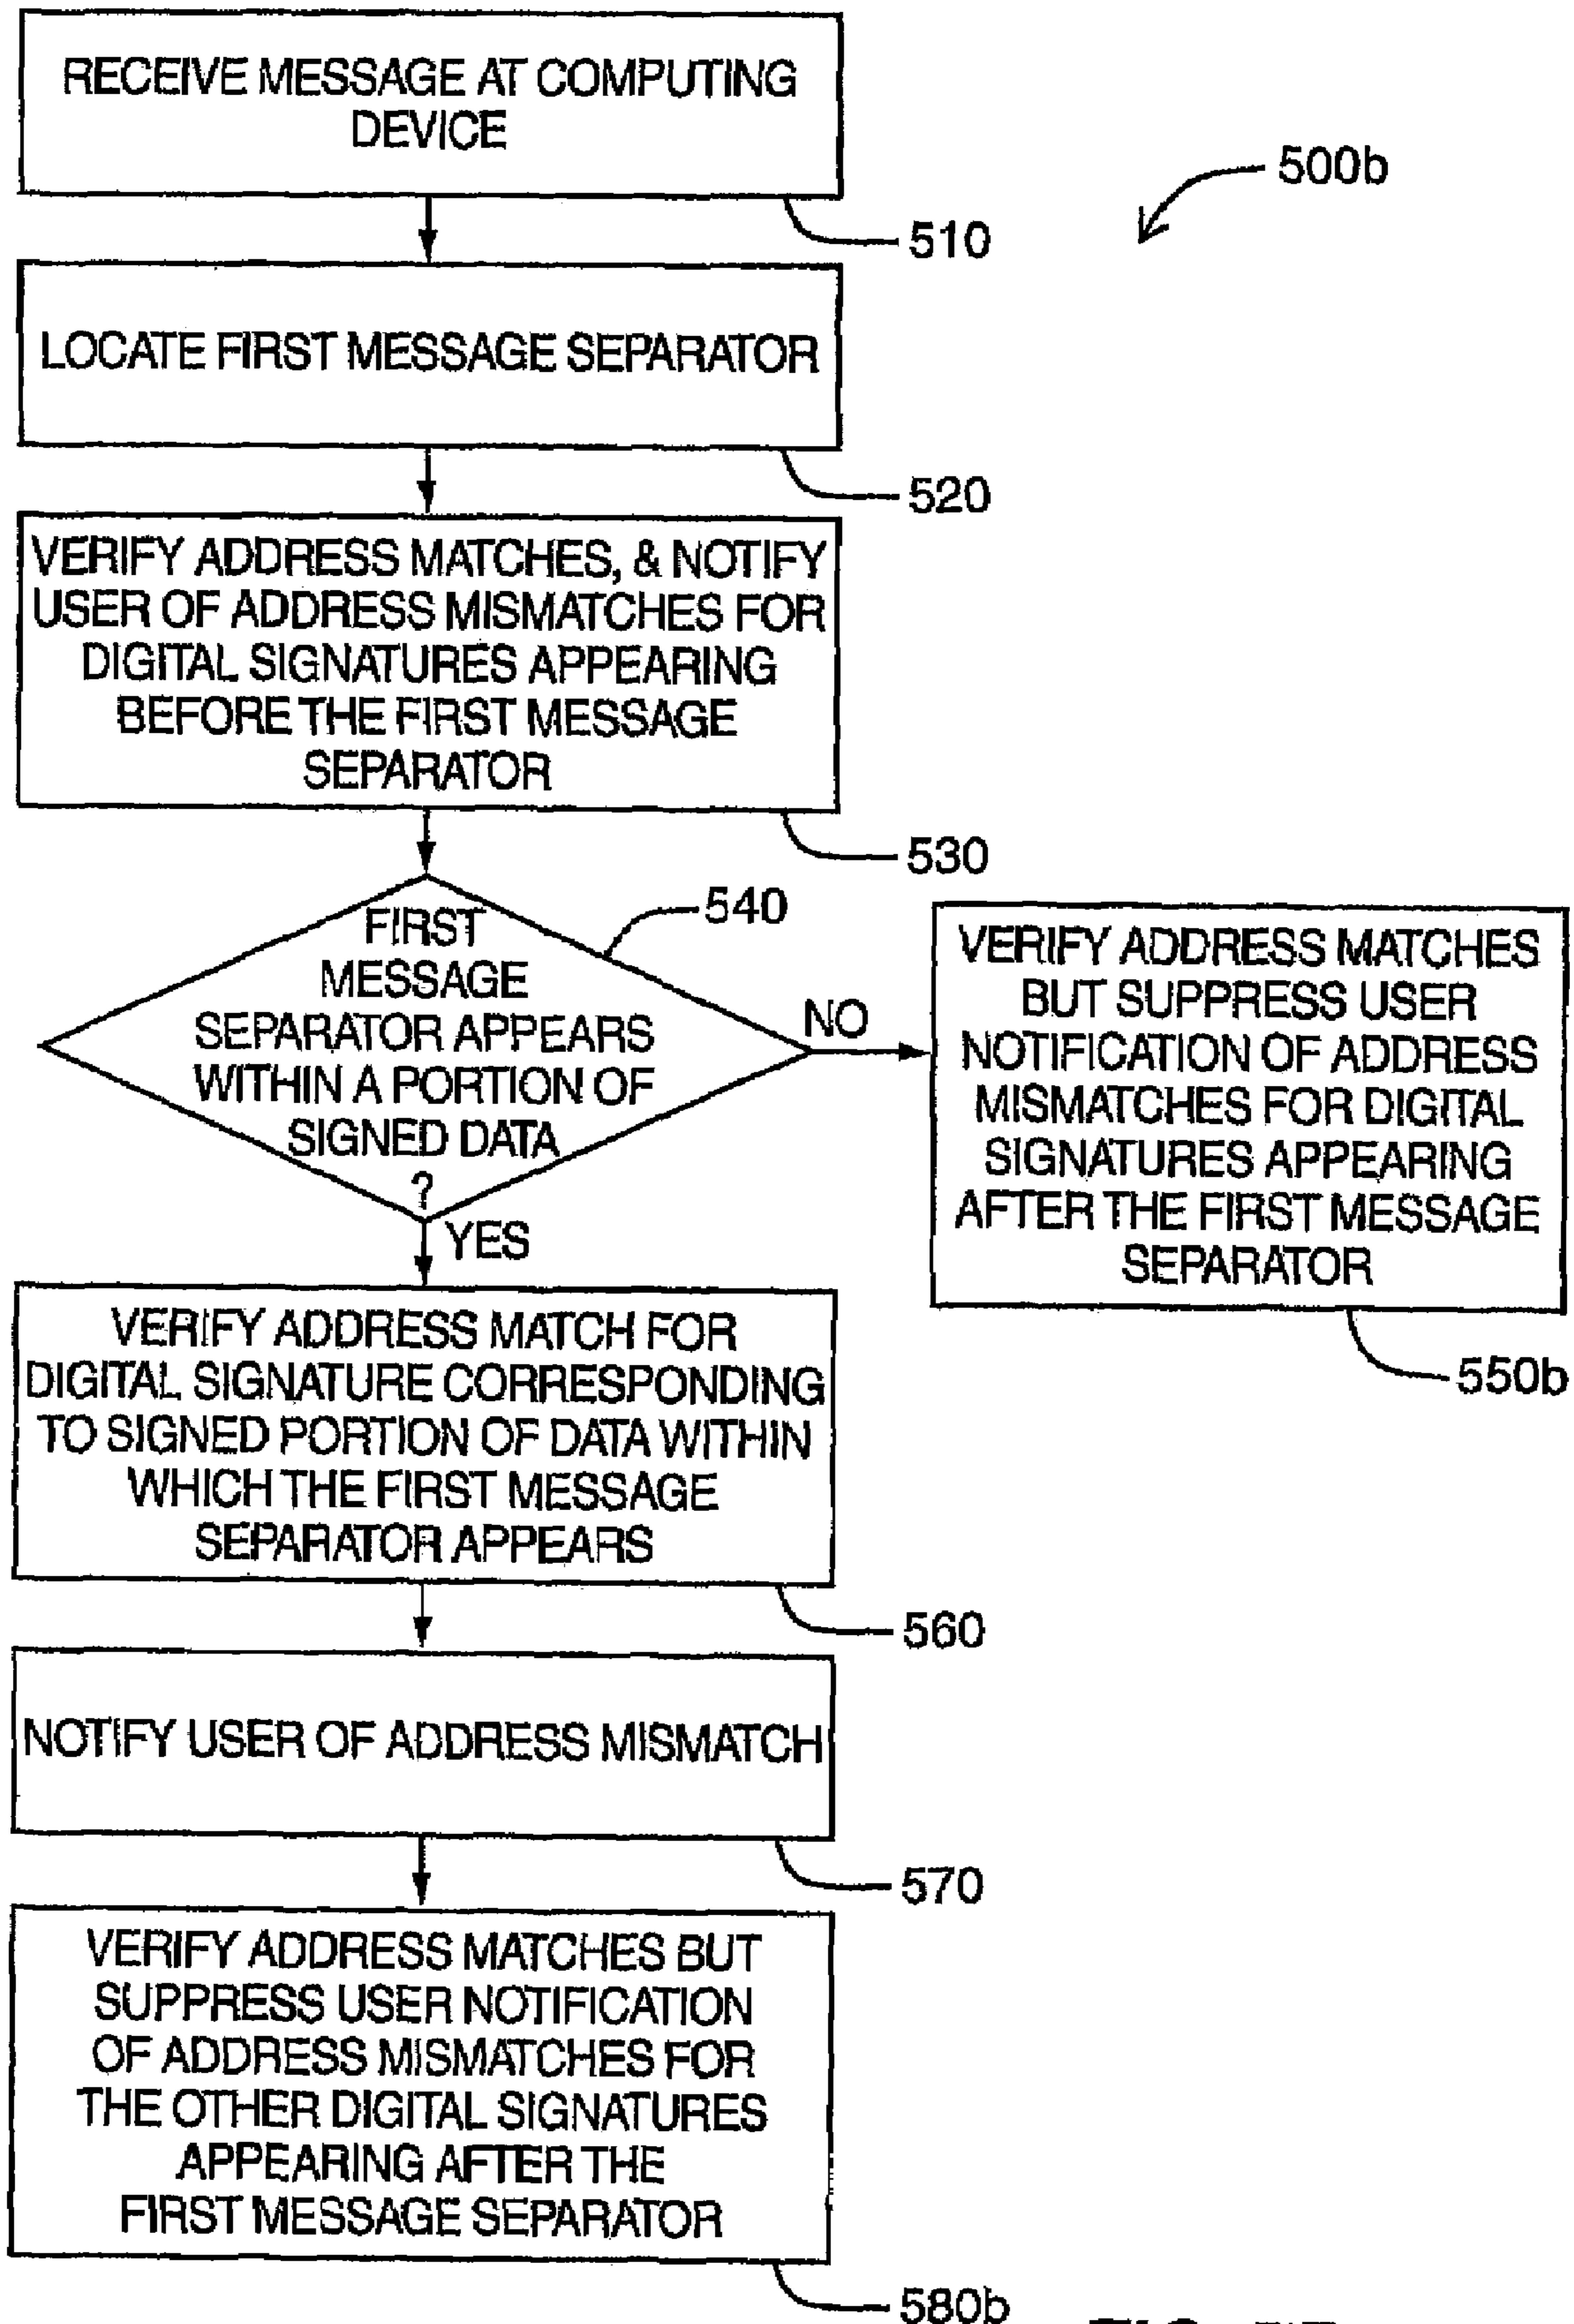 RECEIVE MESSAGE AT COMPUTING
DEVICE
500b
510
LOCATE FIRST MESSAGE SEPARATOR
520
VERIFY ADDRESS MATCHES, & NOTIFY
USER OF ADDRESS MISMATCHES FOR
DIGITAL SIGNATURES APPEARING
BEFORE THE FIRST MESSAGE
SEPARATOR
530
FIRST
MESSAGE
SEPARATOR APPEARS
WITHIN A PORTION OF
SIGNED DATA
?
540
NO
VERIFY ADDRESS MATCHES
BUT SUPPRESS USER
NOTIFICATION OF ADDRESS
MISMATCHES FOR DIGITAL
SIGNATURES APPEARING
AFTER THE FIRST MESSAGE
SEPARATOR
550b
YES
VERIFY ADDRESS MATCH FOR
DIGITAL SIGNATURE CORRESPONDING
TO SIGNED PORTION OF DATA WITHIN
WHICH THE FIRST MESSAGE
SEPARATOR APPEARS
560
NOTIFY USER OF ADDRESS MISMATCH
570
VERIFY ADDRESS MATCHES BUT
SUPPRESS USER NOTIFICATION
OF ADDRESS MISMATCHES FOR
THE OTHER DIGITAL SIGNATURES
APPEARING AFTER THE
FIRST MESSAGE SEPARATOR
580b